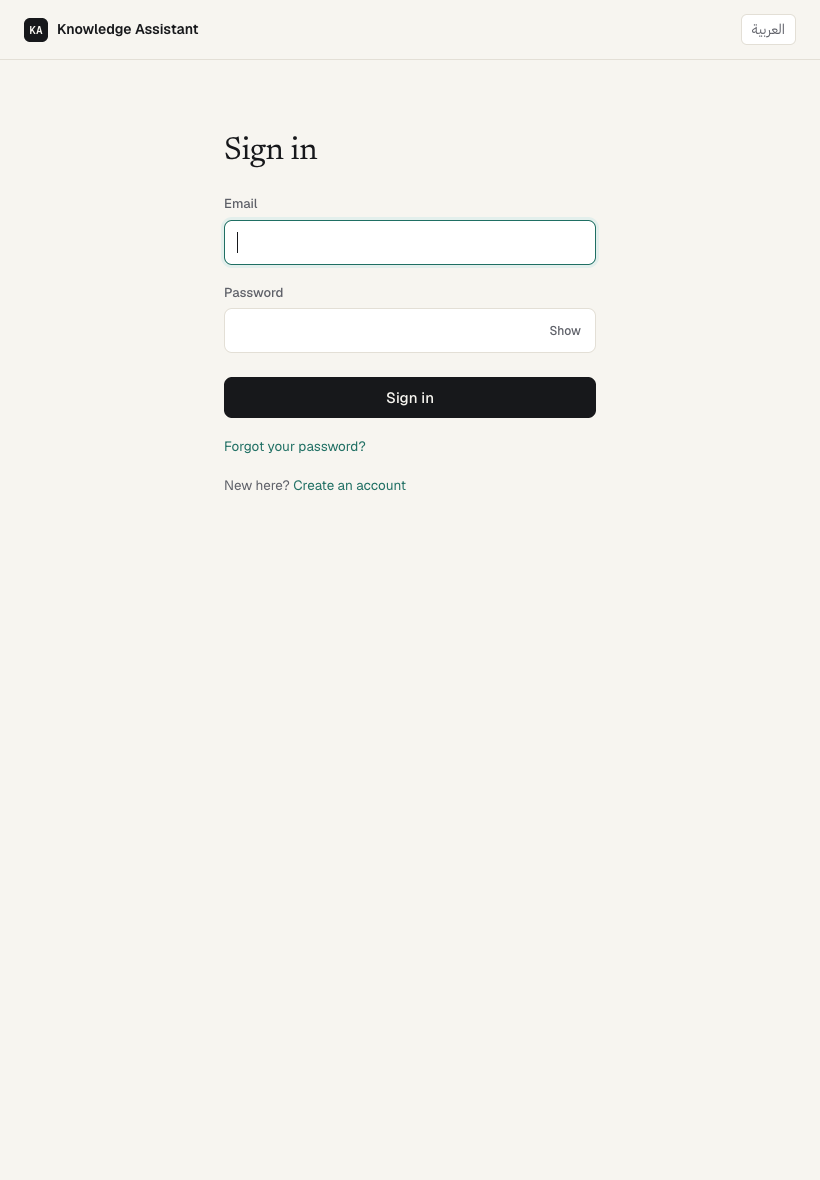 KA Knowledge Assistant
العربية
Sign in
Email
Password
Show
Sign in
Forgot your password?
New here? Create an account